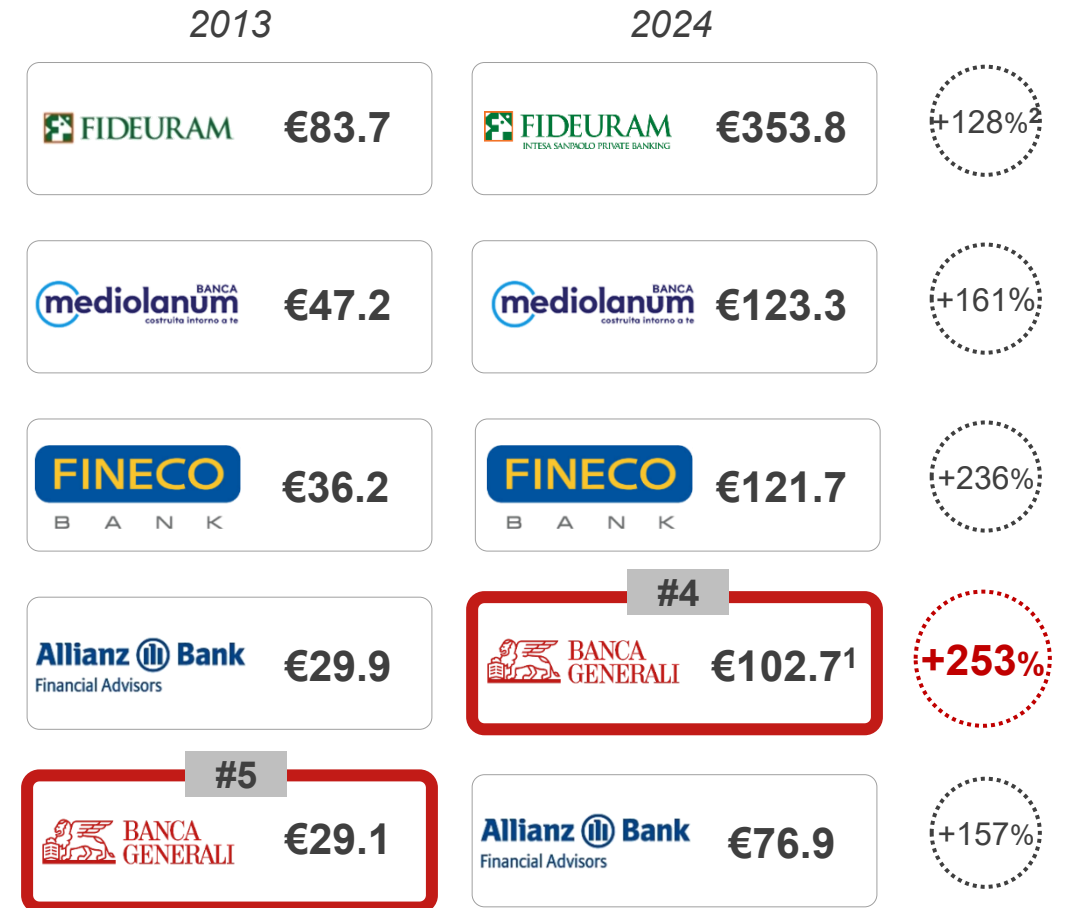 2013 2024
FIDEURAM €83.7 FIDEURAM €353.8 +128%²
INTESA SANPAOLO PRIVATE BANKING
BANCA BANCA
mediolanum €47.2 mediolanum €123.3 +161%
costruita intorno a te costruita intorno a te
FINECO €36.2 FINECO €121.7 +236%
BANK BANK
#4
Allianz Bank €29.9 BANCA GENERALI €102.7¹ +253%
Financial Advisors
#5
BANCA GENERALI €29.1 Allianz Bank €76.9 +157%
Financial Advisors